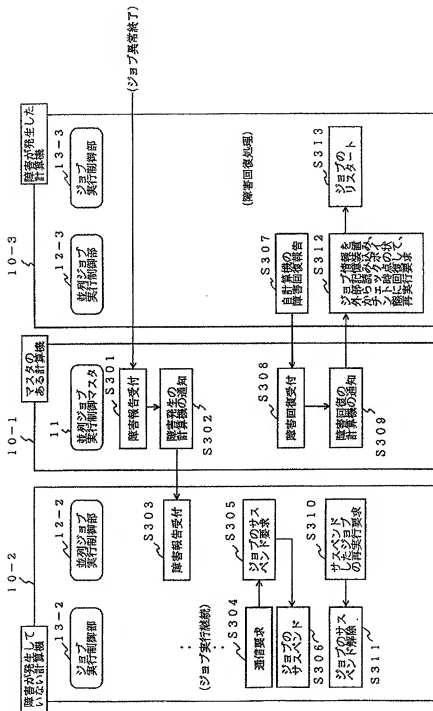 10-2
障害が発生して
いない計算機
13-2
ジョブ
実行制御部
12-2
並列ジョブ
実行制御部
S303
障害報告受付
(ジョブ実行継続)
S304
通信要求
S305
ジョブのサス
ペンド要求
S306
ジョブの
サスペンド
S310
サスペンド
したジョブ
の再実行要求
S311
ジョブのサス
ペンド解除
10-1
マスタの
ある計算機
11
並列ジョブ
実行制御マスタ
S301
障害報告受付
障害発生の
計算機の通知
S302
S308
障害回復受付
障害回復の
計算機の通知
S309
10-3
障害が発生した
計算機
12-3
並列ジョブ
実行制御部
13-3
ジョブ
実行制御部
(ジョブ異常終了)
(障害回復処理)
S307
自計算機の
障害回復報告
S312
ジョブ情報を
外部記憶装置
から読み込み、
チェックポイ
ント時点の状
態に回復して、
再実行要求
S313
ジョブの
リスタート